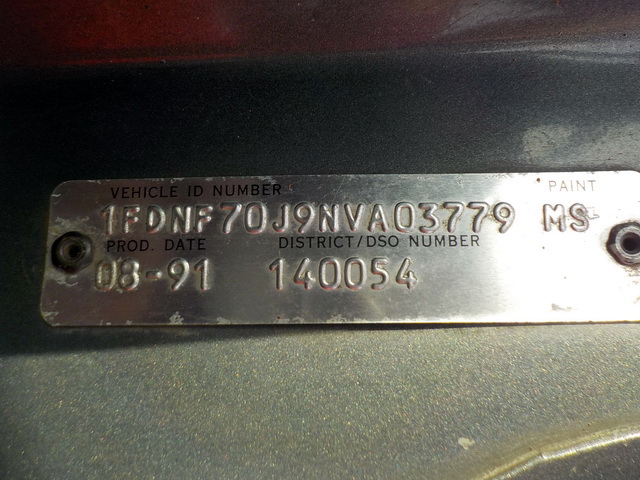 VEHICLE ID NUMBER PAINT
1FDNF70J9NVA03779 MS
PROD. DATE DISTRICT/DSO NUMBER
08-91 140054